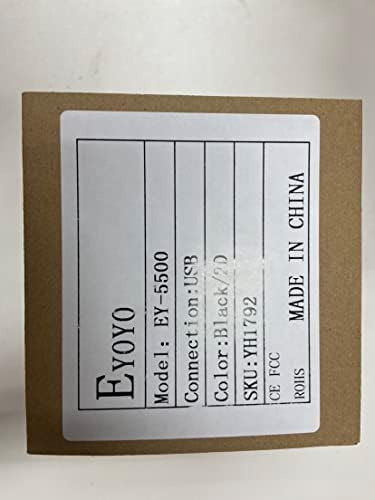 EYOYO
Model: EY-5500
Connection:USB
Color:Black/2D
SKU:YH1792
CE FCC
ROHS MADE IN CHINA